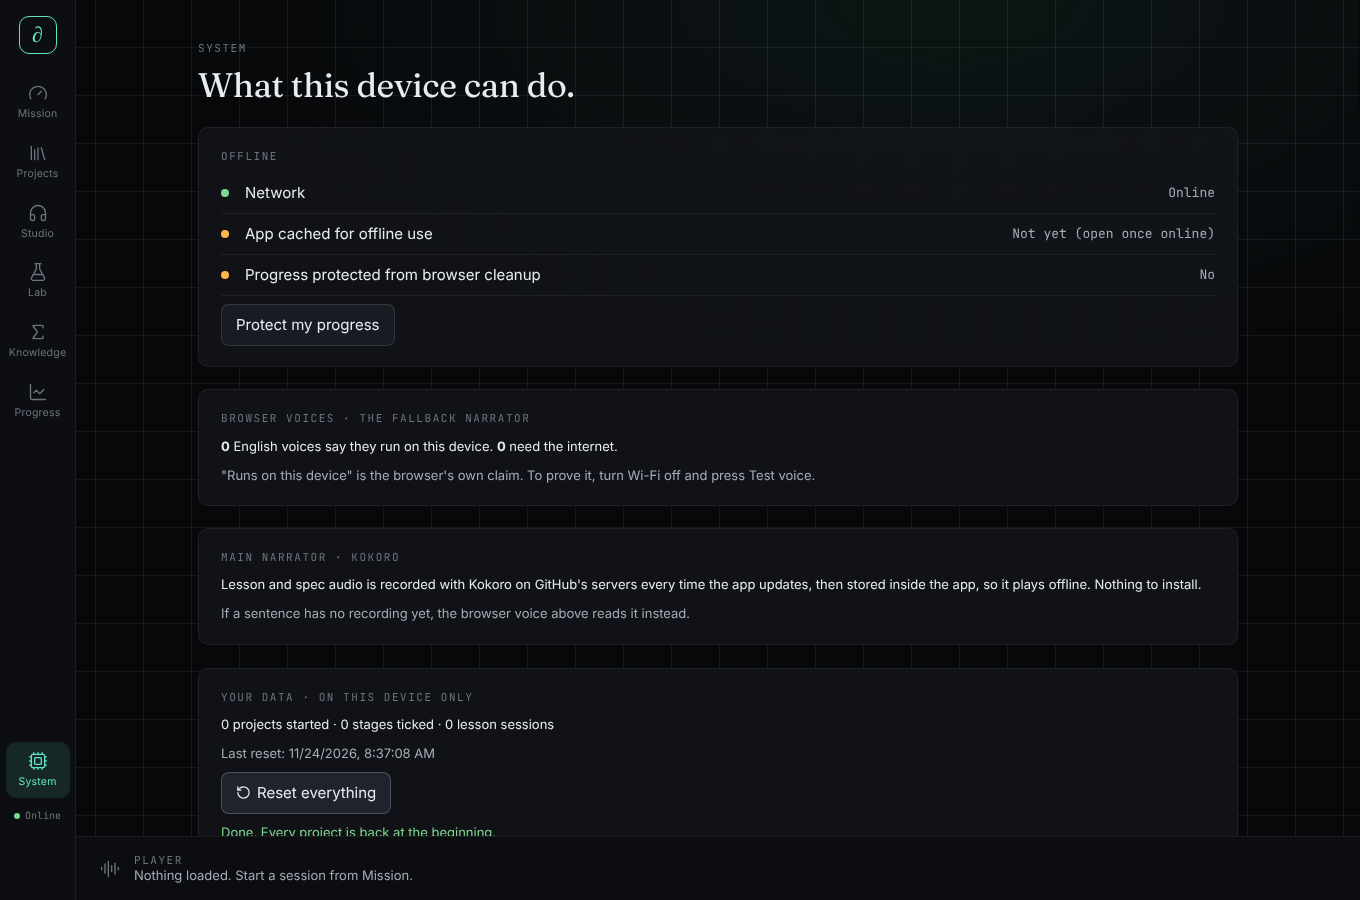 ∂
Mission
Projects
Studio
Lab
Knowledge
Progress
System
Online
SYSTEM
What this device can do.
OFFLINE
Network
Online
App cached for offline use
Not yet (open once online)
Progress protected from browser cleanup
No
Protect my progress
BROWSER VOICES · THE FALLBACK NARRATOR
0 English voices say they run on this device. 0 need the internet.
"Runs on this device" is the browser's own claim. To prove it, turn Wi-Fi off and press Test voice.
MAIN NARRATOR · KOKORO
Lesson and spec audio is recorded with Kokoro on GitHub's servers every time the app updates, then stored inside the app, so it plays offline. Nothing to install.
If a sentence has no recording yet, the browser voice above reads it instead.
YOUR DATA · ON THIS DEVICE ONLY
0 projects started · 0 stages ticked · 0 lesson sessions
Last reset: 11/24/2026, 8:37:08 AM
Reset everything
Done. Every project is back at the beginning.
PLAYER
Nothing loaded. Start a session from Mission.